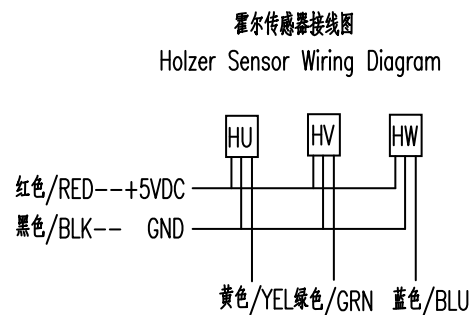 霍尔传感器接线图
Holzer Sensor Wiring Diagram
HU HV HW
红色/RED--+5VDC
黑色/BLK-- GND
黄色/YEL绿色/GRN 蓝色/BLU